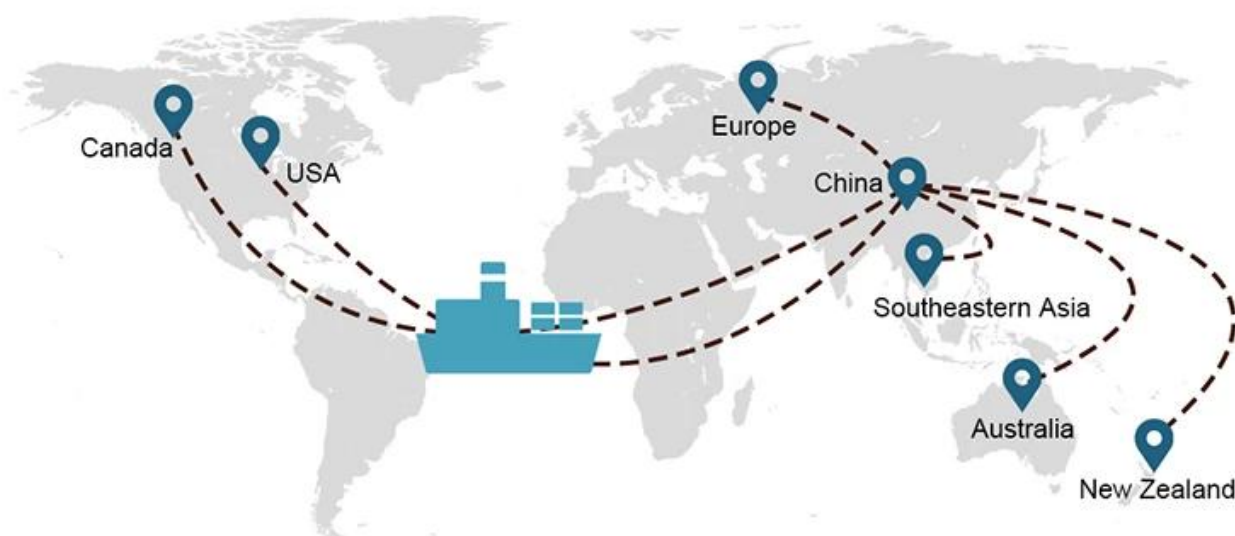 Canada
USA
Europe
China
Southeastern Asia
Australia
New Zealand